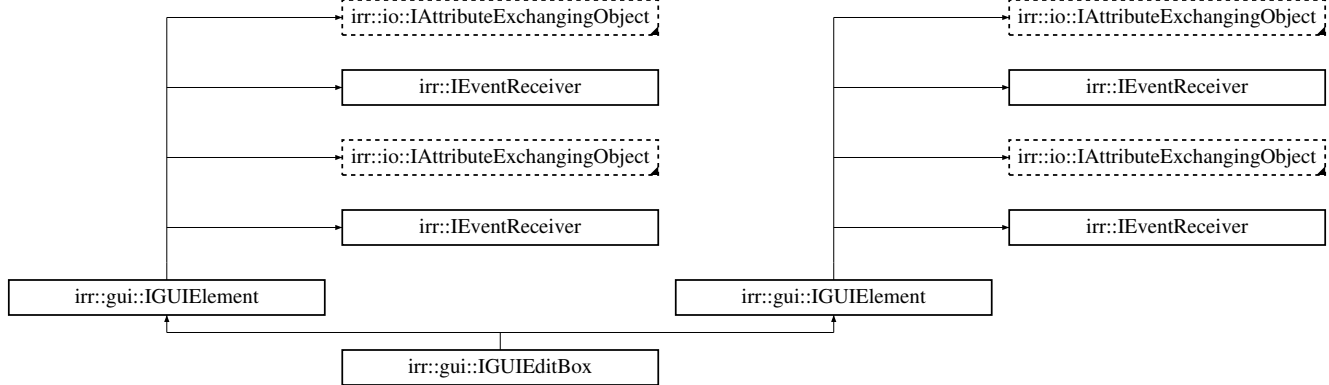 irr::io::IAttributeExchangingObject irr::io::IAttributeExchangingObject
irr::IEventReceiver irr::IEventReceiver
irr::io::IAttributeExchangingObject irr::io::IAttributeExchangingObject
irr::IEventReceiver irr::IEventReceiver
irr::gui::IGUIElement irr::gui::IGUIElement
irr::gui::IGUIEditBox